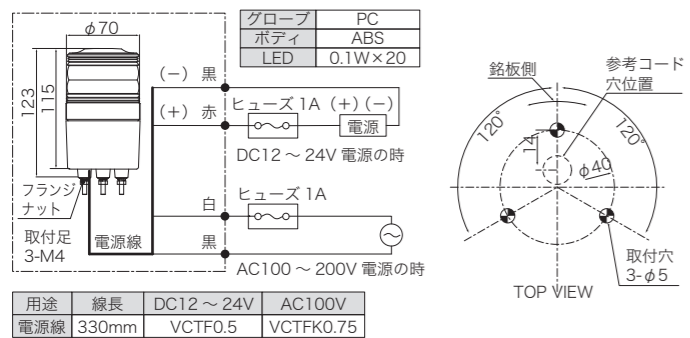 φ70
グローブ PC
ボディ ABS
LED 0.1W×20
123
115
(−) 黒
(+) 赤
ヒューズ 1A (+)(−)
電源
DC12 ～ 24V 電源の時
フランジ
ナット
取付足
3-M4
電源線
白
ヒューズ 1A
黒
AC100 ～ 200V 電源の時
銘板側
参考コード
穴位置
120°
120°
14
φ40
取付穴
3-φ5
TOP VIEW
用途 線長 DC12 ～ 24V AC100V
電源線 330mm VCTF0.5 VCTFK0.75